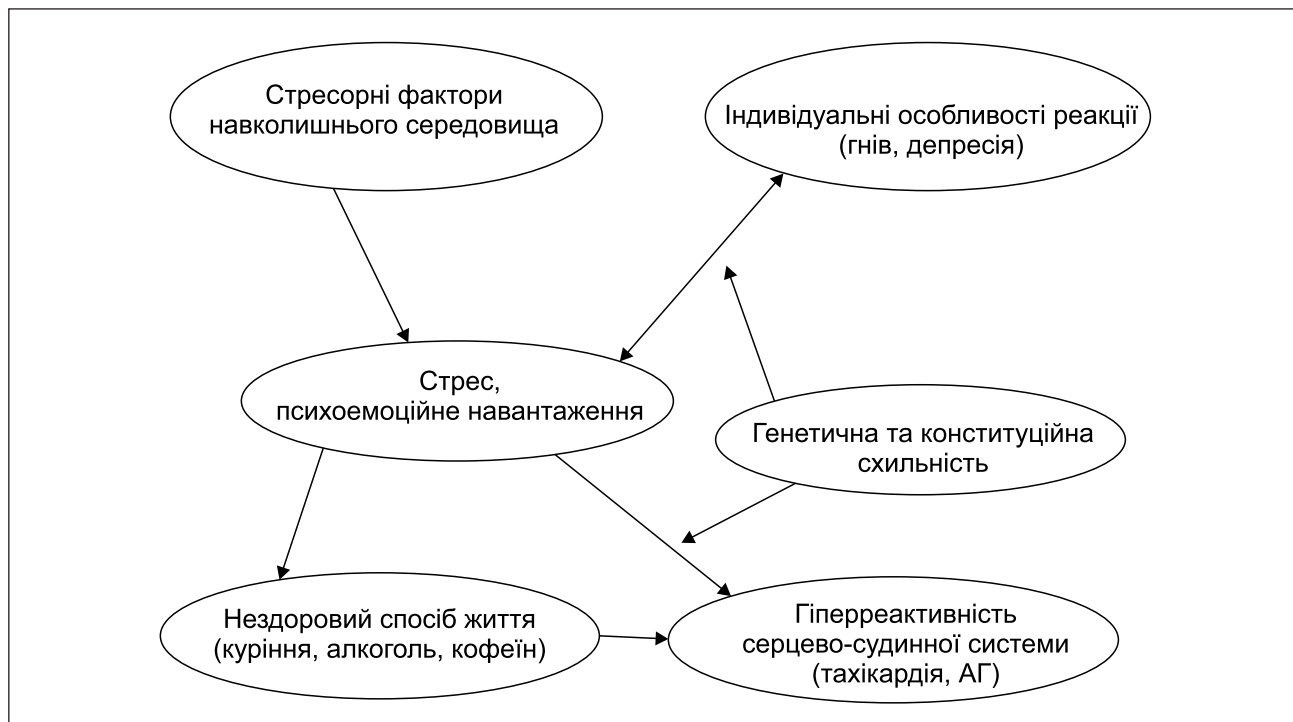 Стресорні фактори
навколишнього середовища
Індивідуальні особливості реакції
(гнів, депресія)
Стрес,
психоемоційне навантаження
Генетична та конституційна
схильність
Нездоровий спосіб життя
(куріння, алкоголь, кофеїн)
Гіперреактивність
серцево-судинної системи
(тахікардія, АГ)